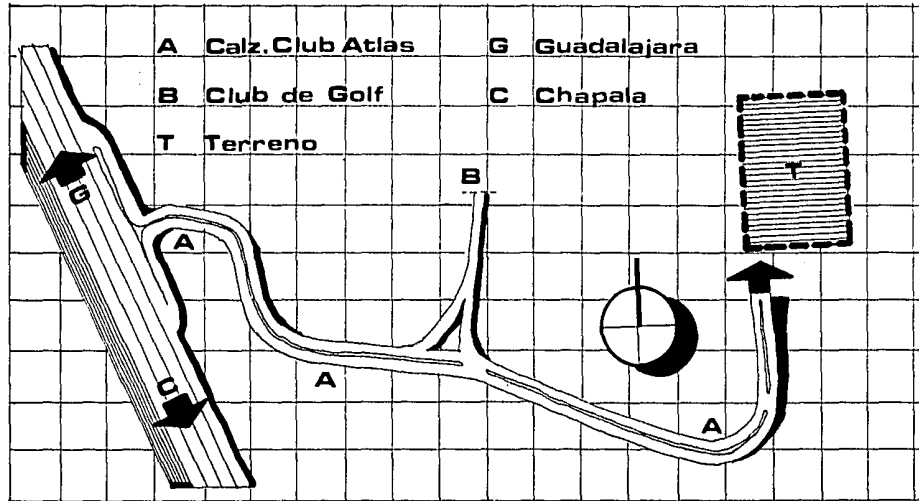 A Calz. Club Atlas
G Guadalajara
B Club de Golf
C Chapala
T Terreno
B
T
G
A
A
C
A